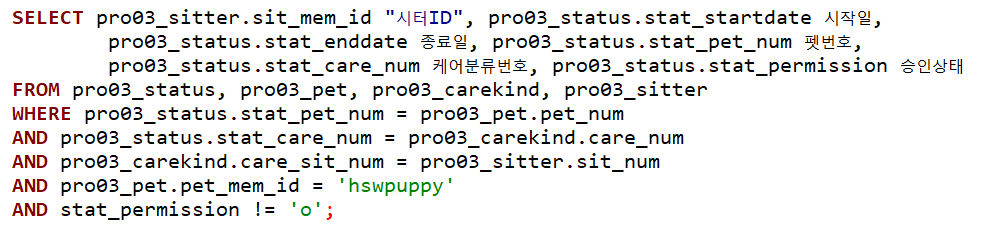 SELECT pro03_sitter.sit_mem_id "시터ID", pro03_status.stat_startdate 시작일,
pro03_status.stat_enddate 종료일, pro03_status.stat_pet_num 펫번호,
pro03_status.stat_care_num 케어분류번호, pro03_status.stat_permission 승인상태
FROM pro03_status, pro03_pet, pro03_carekind, pro03_sitter
WHERE pro03_status.stat_pet_num = pro03_pet.pet_num
AND pro03_status.stat_care_num = pro03_carekind.care_num
AND pro03_carekind.care_sit_num = pro03_sitter.sit_num
AND pro03_pet.pet_mem_id = 'hswpuppy'
AND stat_permission != 'o';